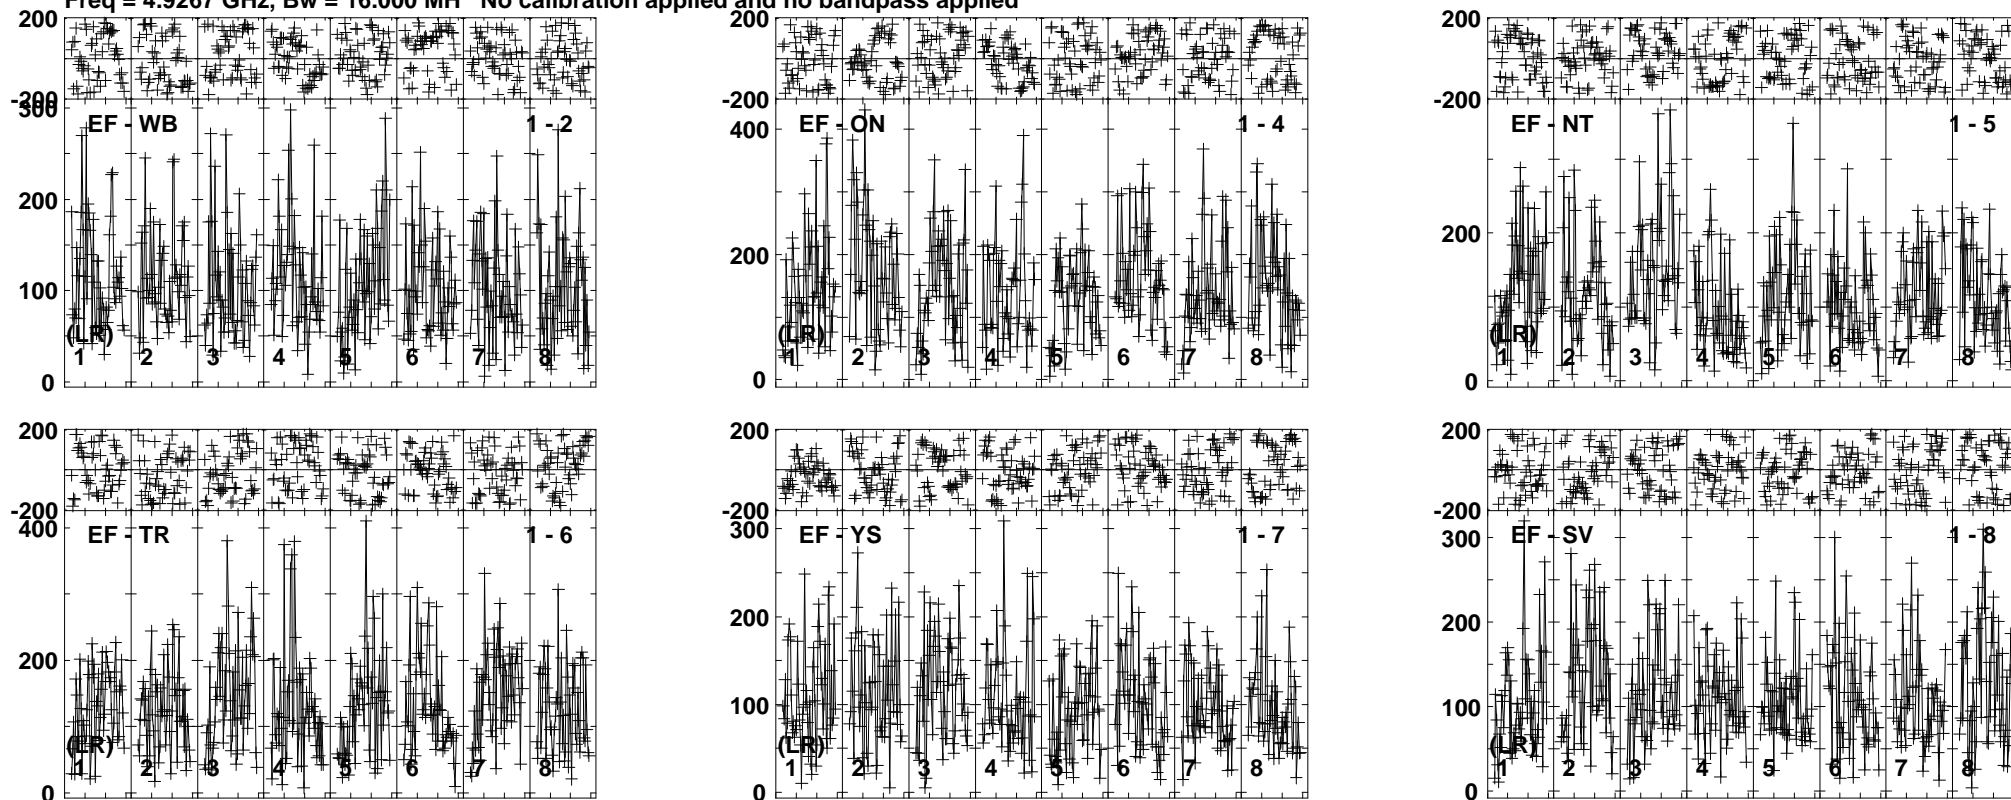 Freq = 4.9267 GHz, Bw = 16.000 MH No calibration applied and no bandpass applied
200
-200
300
EF - WB 1 - 2
200
100
(LR)
1 2 3 4 5 6 7 8
0
200
-200
400
EF - ON 1 - 4
200
(LR)
1 2 3 4 5 6 7 8
0
200
-200
EF - NT 1 - 5
200
(LR)
1 2 3 4 5 6 7 8
0
200
-200
400
EF - TR 1 - 6
200
(LR)
1 2 3 4 5 6 7 8
0
200
-200
300
EF - YS 1 - 7
200
100
(LR)
1 2 3 4 5 6 7 8
0
200
-200
300
EF - SV 1 - 8
200
100
(LR)
1 2 3 4 5 6 7 8
0